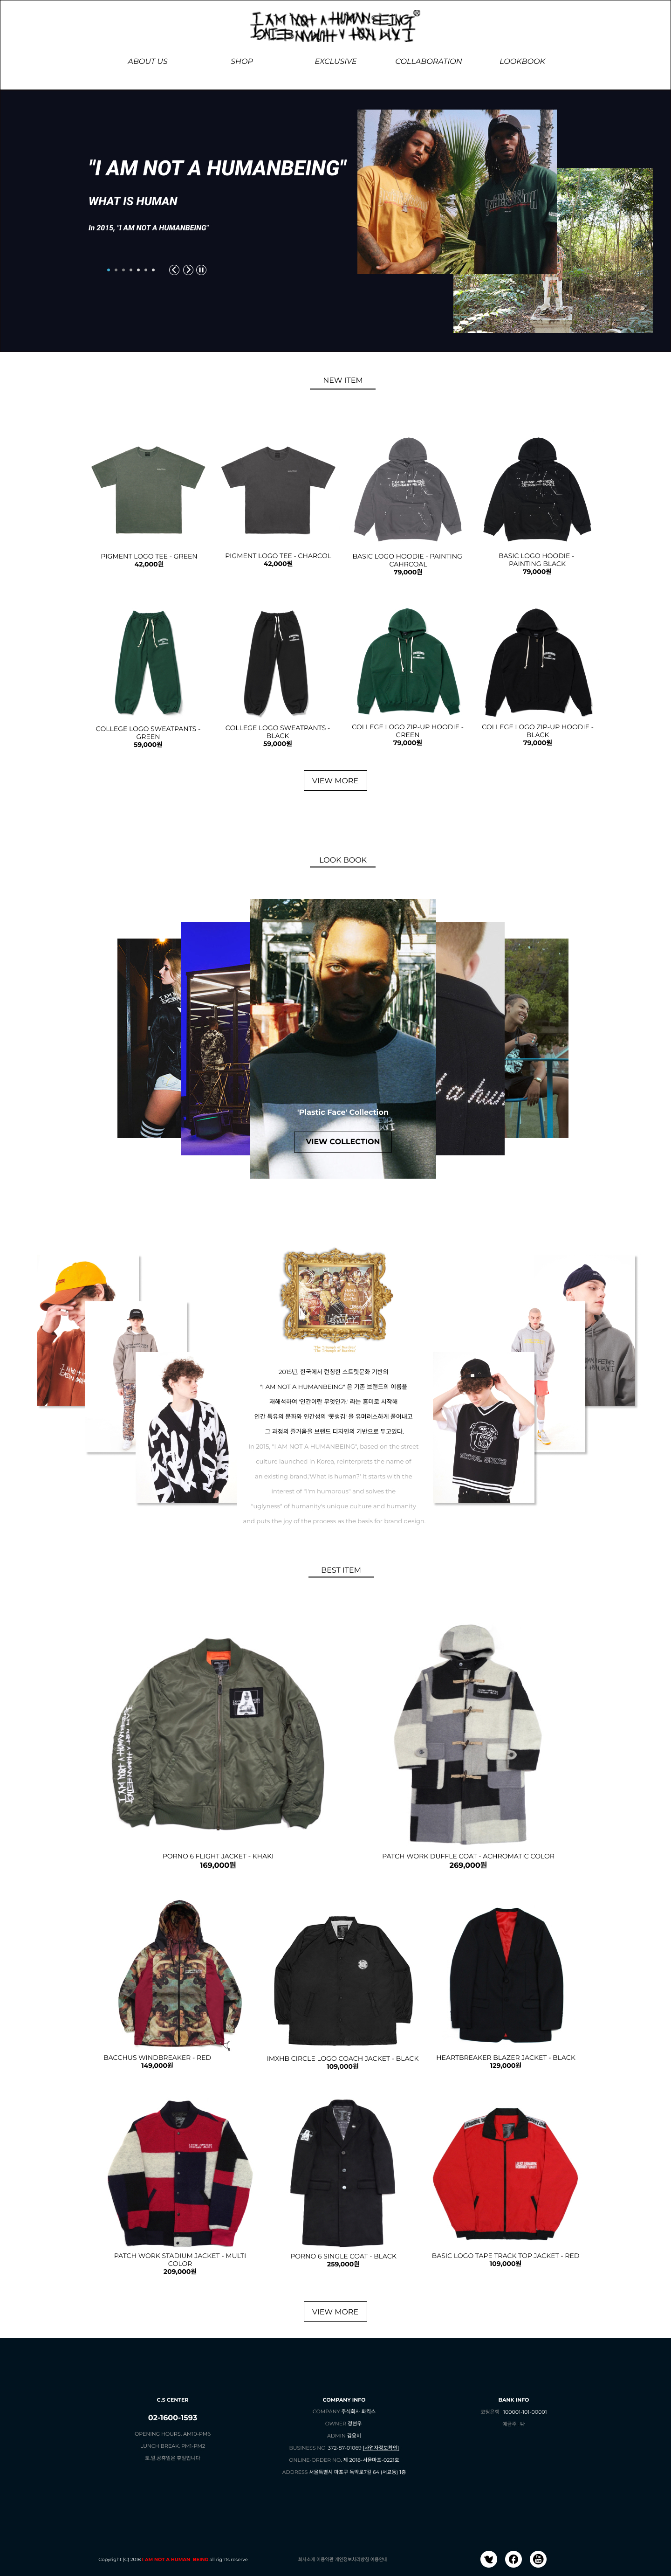 I AM NOT A HUMAN BEING
ABOUT US
SHOP
EXCLUSIVE
COLLABORATION
LOOKBOOK
"I AM NOT A HUMANBEING"
WHAT IS HUMAN
In 2015, "I AM NOT A HUMANBEING"
NEW ITEM
PIGMENT LOGO TEE - GREEN
42,000원
PIGMENT LOGO TEE - CHARCOL
42,000원
BASIC LOGO HOODIE - PAINTING
CAHRCOAL
79,000원
BASIC LOGO HOODIE -
PAINTING BLACK
79,000원
COLLEGE LOGO SWEATPANTS -
GREEN
59,000원
COLLEGE LOGO SWEATPANTS -
BLACK
59,000원
COLLEGE LOGO ZIP-UP HOODIE -
GREEN
79,000원
COLLEGE LOGO ZIP-UP HOODIE -
BLACK
79,000원
VIEW MORE
LOOK BOOK
'Plastic Face' Collection
VIEW COLLECTION
2015년, 한국에서 런칭한 스트릿문화 기반의
"I AM NOT A HUMANBEING" 은 기존 브랜드의 이름을
재해석하여 '인간이란 무엇인가.' 라는 흥미로 시작해
인간 특유의 문화와 인간성의 '못생김' 을 유머러스하게 풀어내고
그 과정의 즐거움을 브랜드 디자인의 기반으로 두고있다.
In 2015, "I AM NOT A HUMANBEING", based on the street
culture launched in Korea, reinterprets the name of
an existing brand,'What is human?' It starts with the
interest of "I'm humorous" and solves the
"uglyness" of humanity's unique culture and humanity
and puts the joy of the process as the basis for brand design.
BEST ITEM
PORNO 6 FLIGHT JACKET - KHAKI
169,000원
PATCH WORK DUFFLE COAT - ACHROMATIC COLOR
269,000원
BACCHUS WINDBREAKER - RED
149,000원
IMXHB CIRCLE LOGO COACH JACKET - BLACK
109,000원
HEARTBREAKER BLAZER JACKET - BLACK
129,000원
PATCH WORK STADIUM JACKET - MULTI
COLOR
209,000원
PORNO 6 SINGLE COAT - BLACK
259,000원
BASIC LOGO TAPE TRACK TOP JACKET - RED
109,000원
VIEW MORE
C.S CENTER
02-1600-1593
OPENING HOURS. AM10-PM6
LUNCH BREAK. PM1-PM2
토.일.공휴일은 휴일입니다
COMPANY INFO
COMPANY 주식회사 퐈킥스
OWNER 정현우
ADMIN 김웅비
BUSINESS NO. 372-87-01069 [사업자정보확인]
ONLINE-ORDER NO. 제 2018-서울마포-0221호
ADDRESS 서울특별시 마포구 독막로7길 64 (서교동) 1층
BANK INFO
코딩은행 100001-101-00001
예금주 나
Copyright (C) 2018 I AM NOT A HUMAN BEING all rights reserve
회사소개 이용약관 개인정보처리방침 이용안내